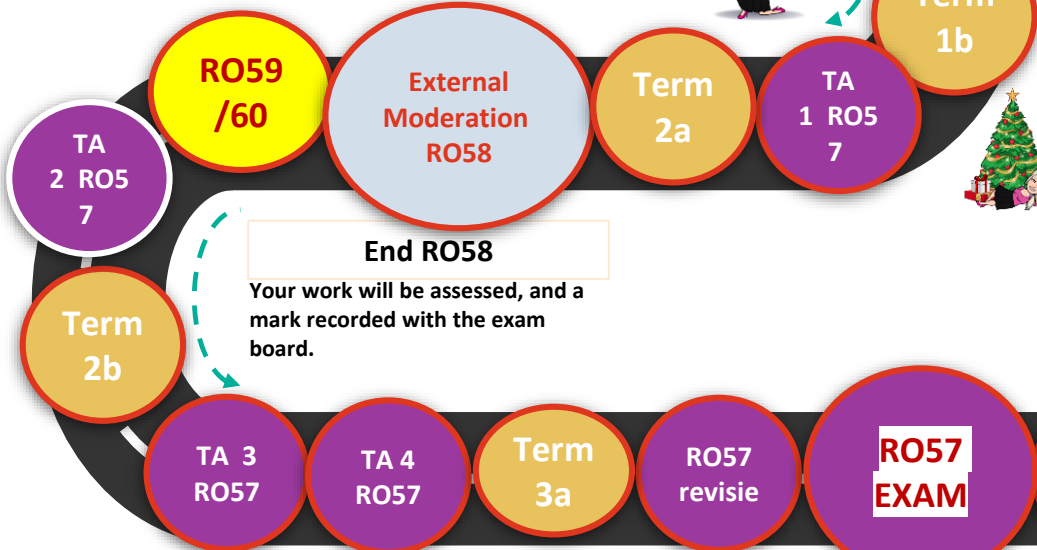 Term
1b
TA
1 RO5
7
Term
2a
External
Moderation
RO58
RO59
/60
TA
2 RO5
7
End RO58
Your work will be assessed, and a
mark recorded with the exam
board.
Term
2b
TA 3
RO57
TA 4
RO57
Term
3a
RO57
revisie
RO57
EXAM